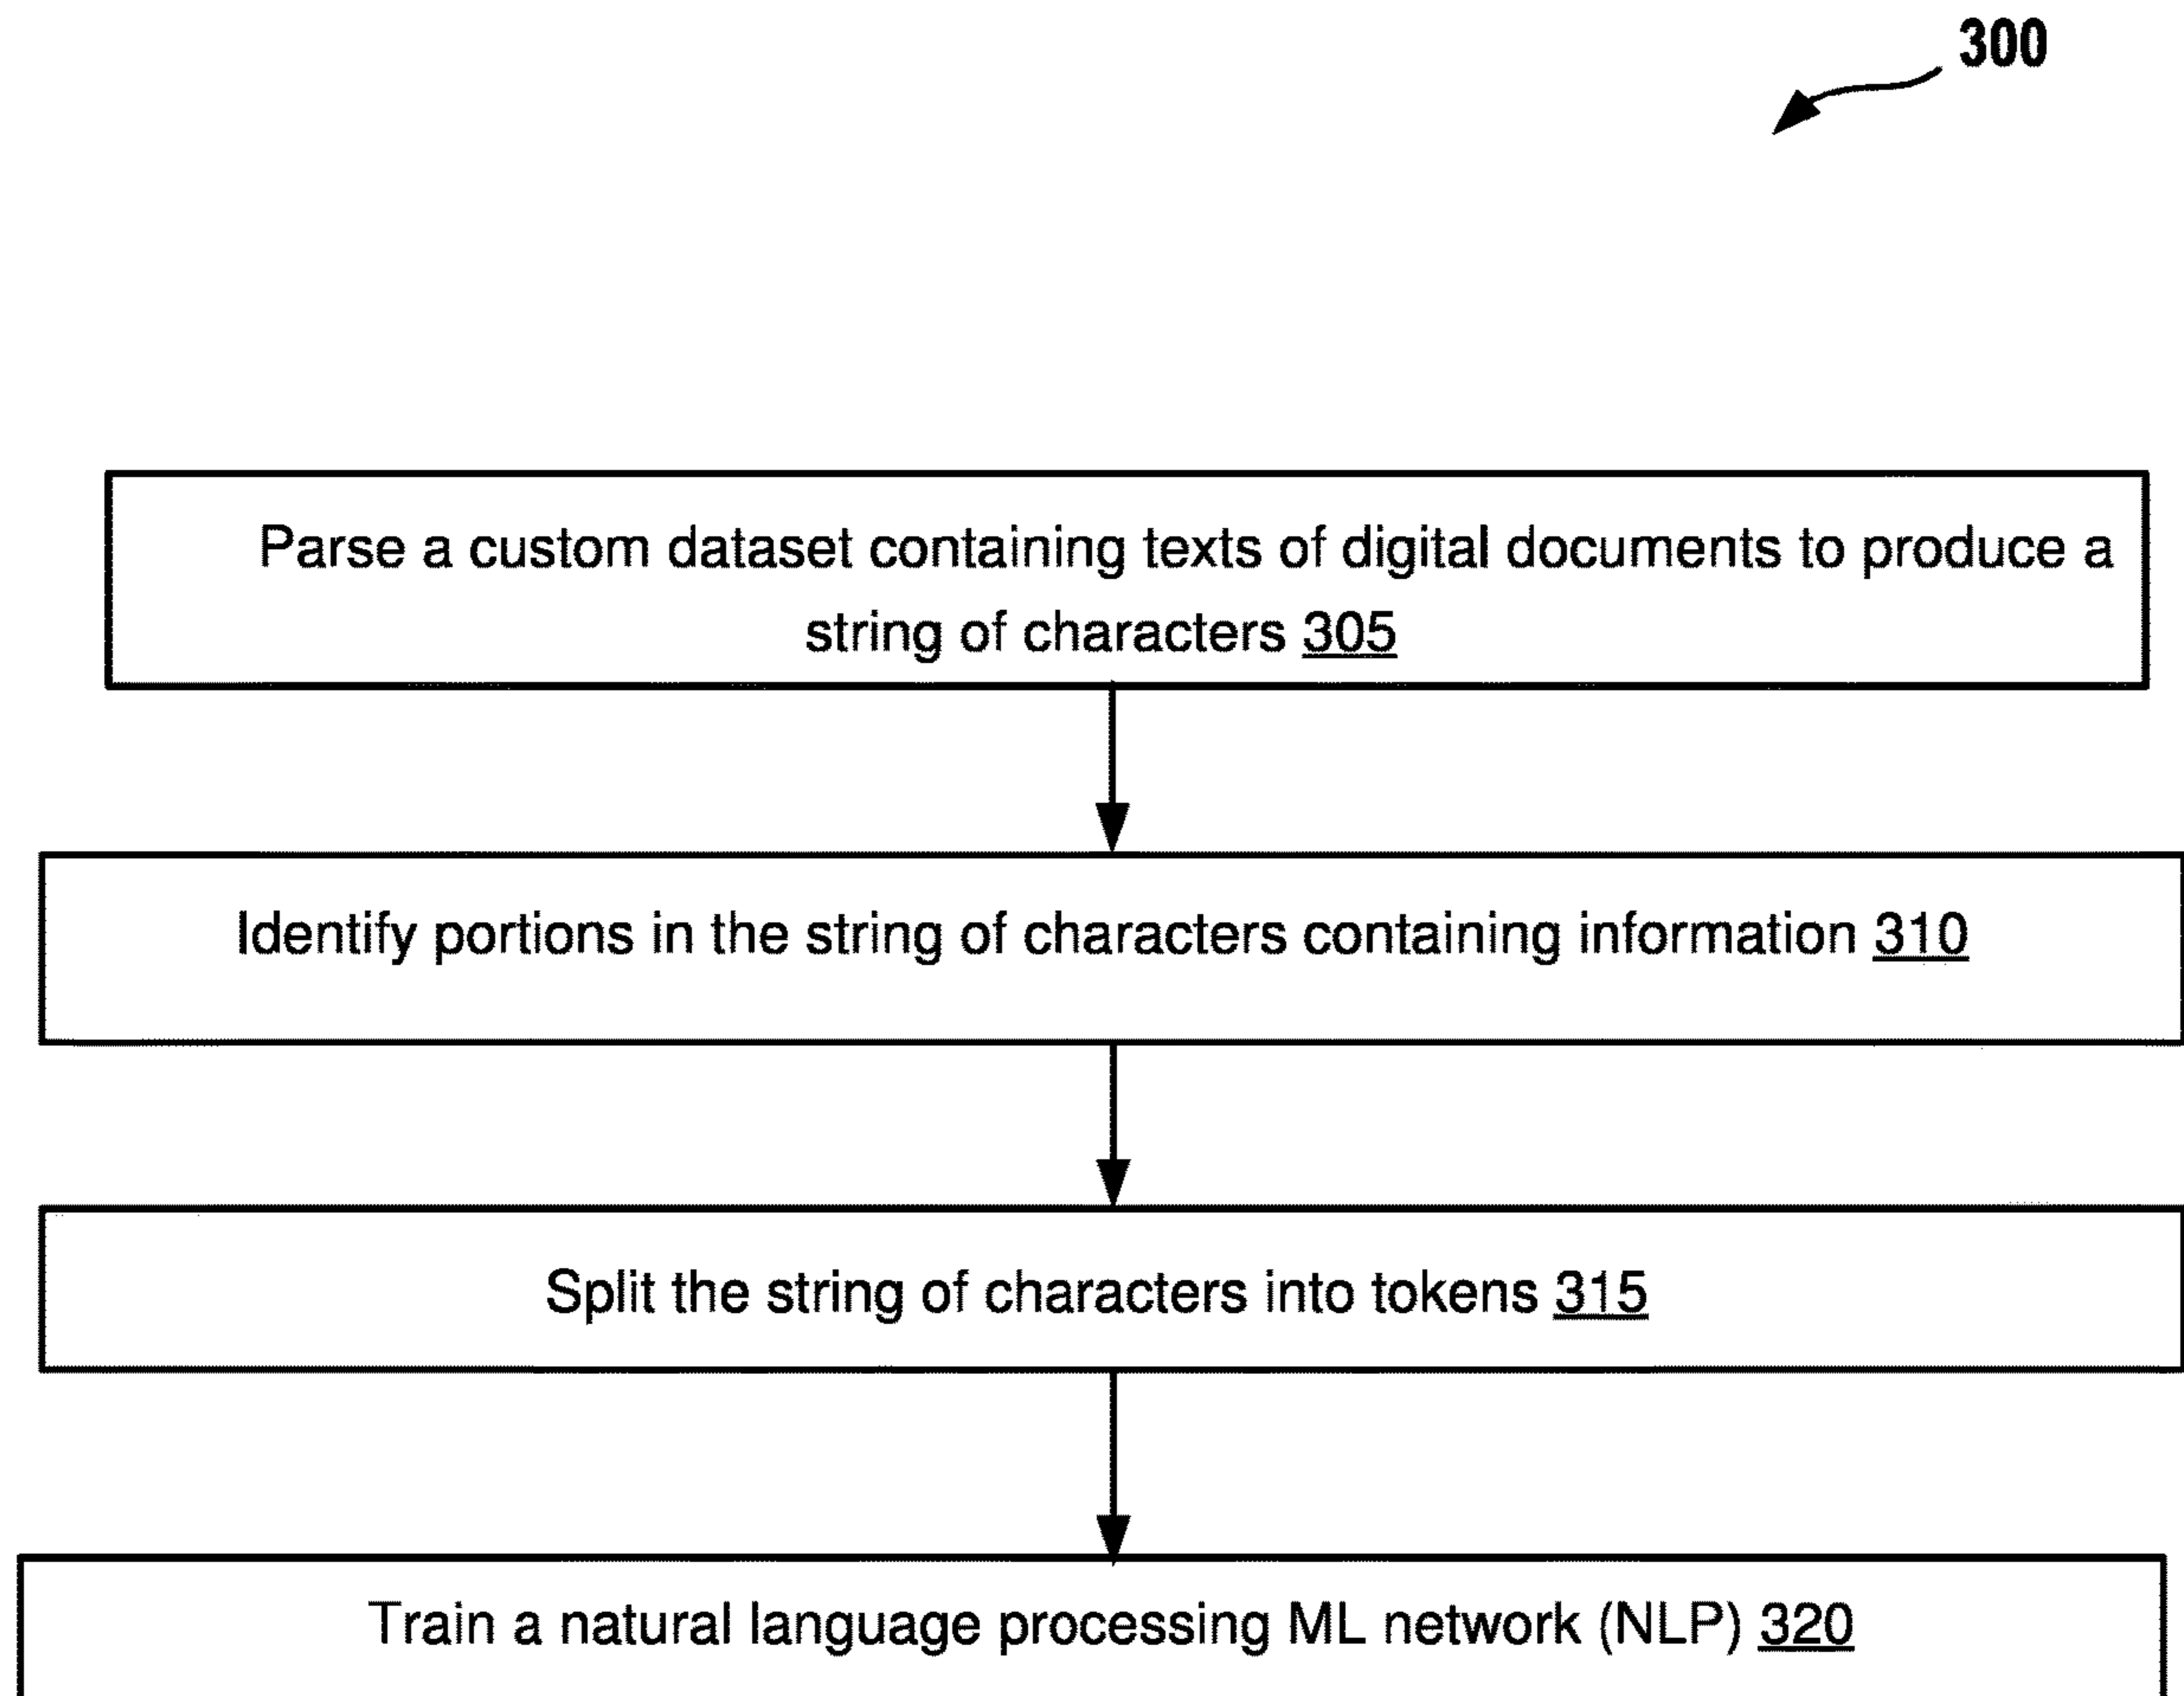 300
Parse a custom dataset containing texts of digital documents to produce a
string of characters 305
Identify portions in the string of characters containing information 310
Split the string of characters into tokens 315
Train a natural language processing ML network (NLP) 320